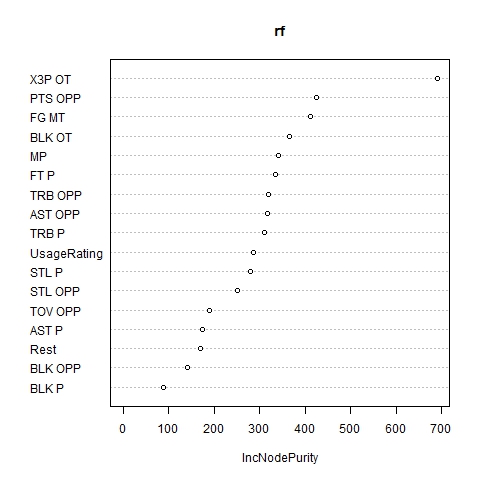 rf
X3P OT
PTS OPP
FG MT
BLK OT
MP
FT P
TRB OPP
AST OPP
TRB P
UsageRating
STL P
STL OPP
TOV OPP
AST P
Rest
BLK OPP
BLK P
0 100 200 300 400 500 600 700
IncNodePurity